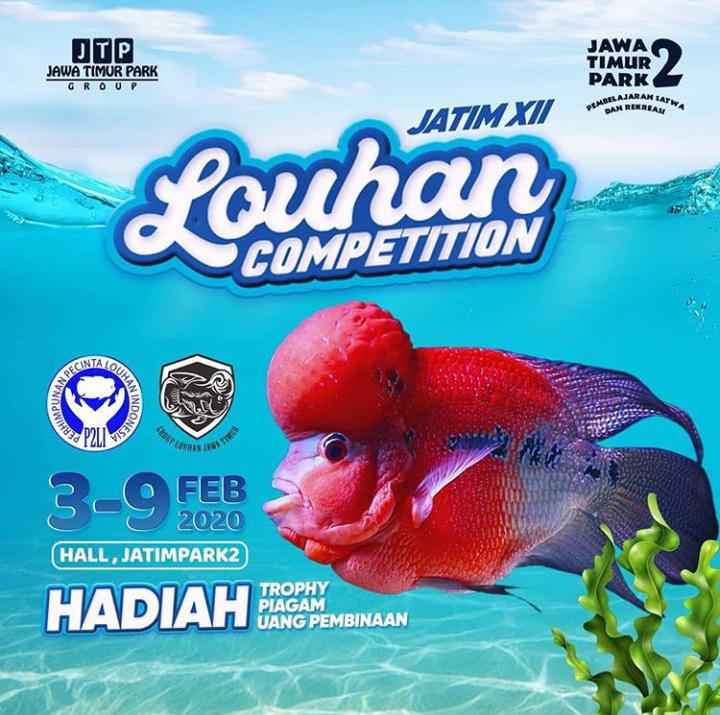 JTP
JAWA TIMUR PARK
GROUP
JAWA
TIMUR
PARK 2
PEMBELAJARAN SATWA
DAN REKREASI
JATIM XII
Louhan
COMPETITION
PERHIMPUNAN PECINTA LOUHAN INDONESIA
P2LI
GROUP LUUHAN JAWA TIMUR
3-9 FEB
2020
HALL , JATIMPARK2
HADIAH
TROPHY
PIAGAM
UANG PEMBINAAN